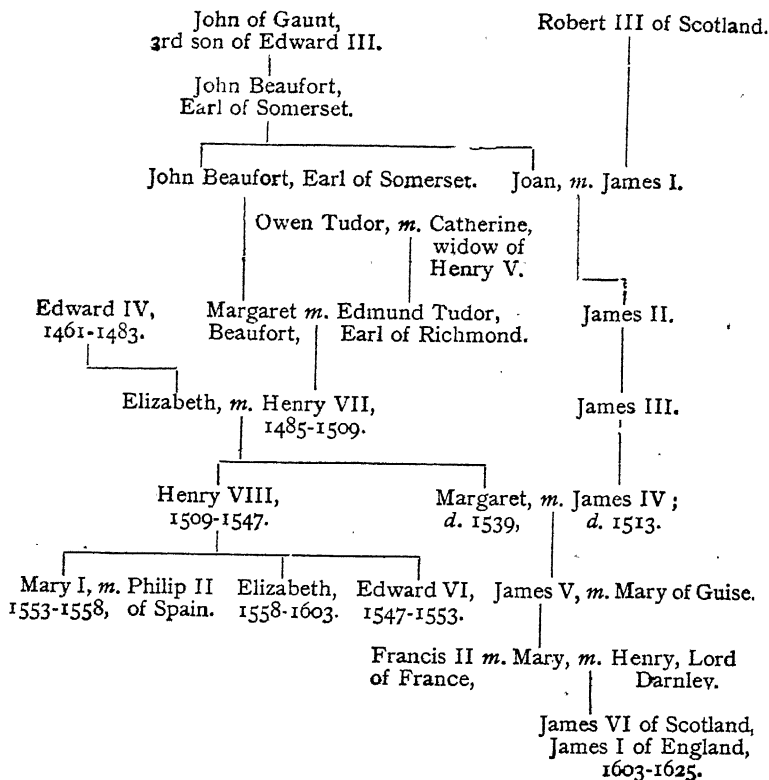 John of Gaunt,
3rd son of Edward III.
Robert III of Scotland.
John Beaufort,
Earl of Somerset.
John Beaufort, Earl of Somerset. Joan, m. James I.
Owen Tudor, m. Catherine,
widow of
Henry V.
Edward IV,
1461-1483.
Margaret m. Edmund Tudor,
Beaufort, Earl of Richmond.
James II.
Elizabeth, m. Henry VII,
1485-1509.
James III.
Henry VIII,
1509-1547.
Margaret, m. James IV;
d. 1539, d. 1513.
Mary I, m. Philip II
1553-1558, of Spain.
Elizabeth,
1558-1603.
Edward VI,
1547-1553.
James V, m. Mary of Guise.
Francis II m. Mary, m. Henry, Lord
of France, Darnley.
James VI of Scotland,
James I of England,
1603-1625.